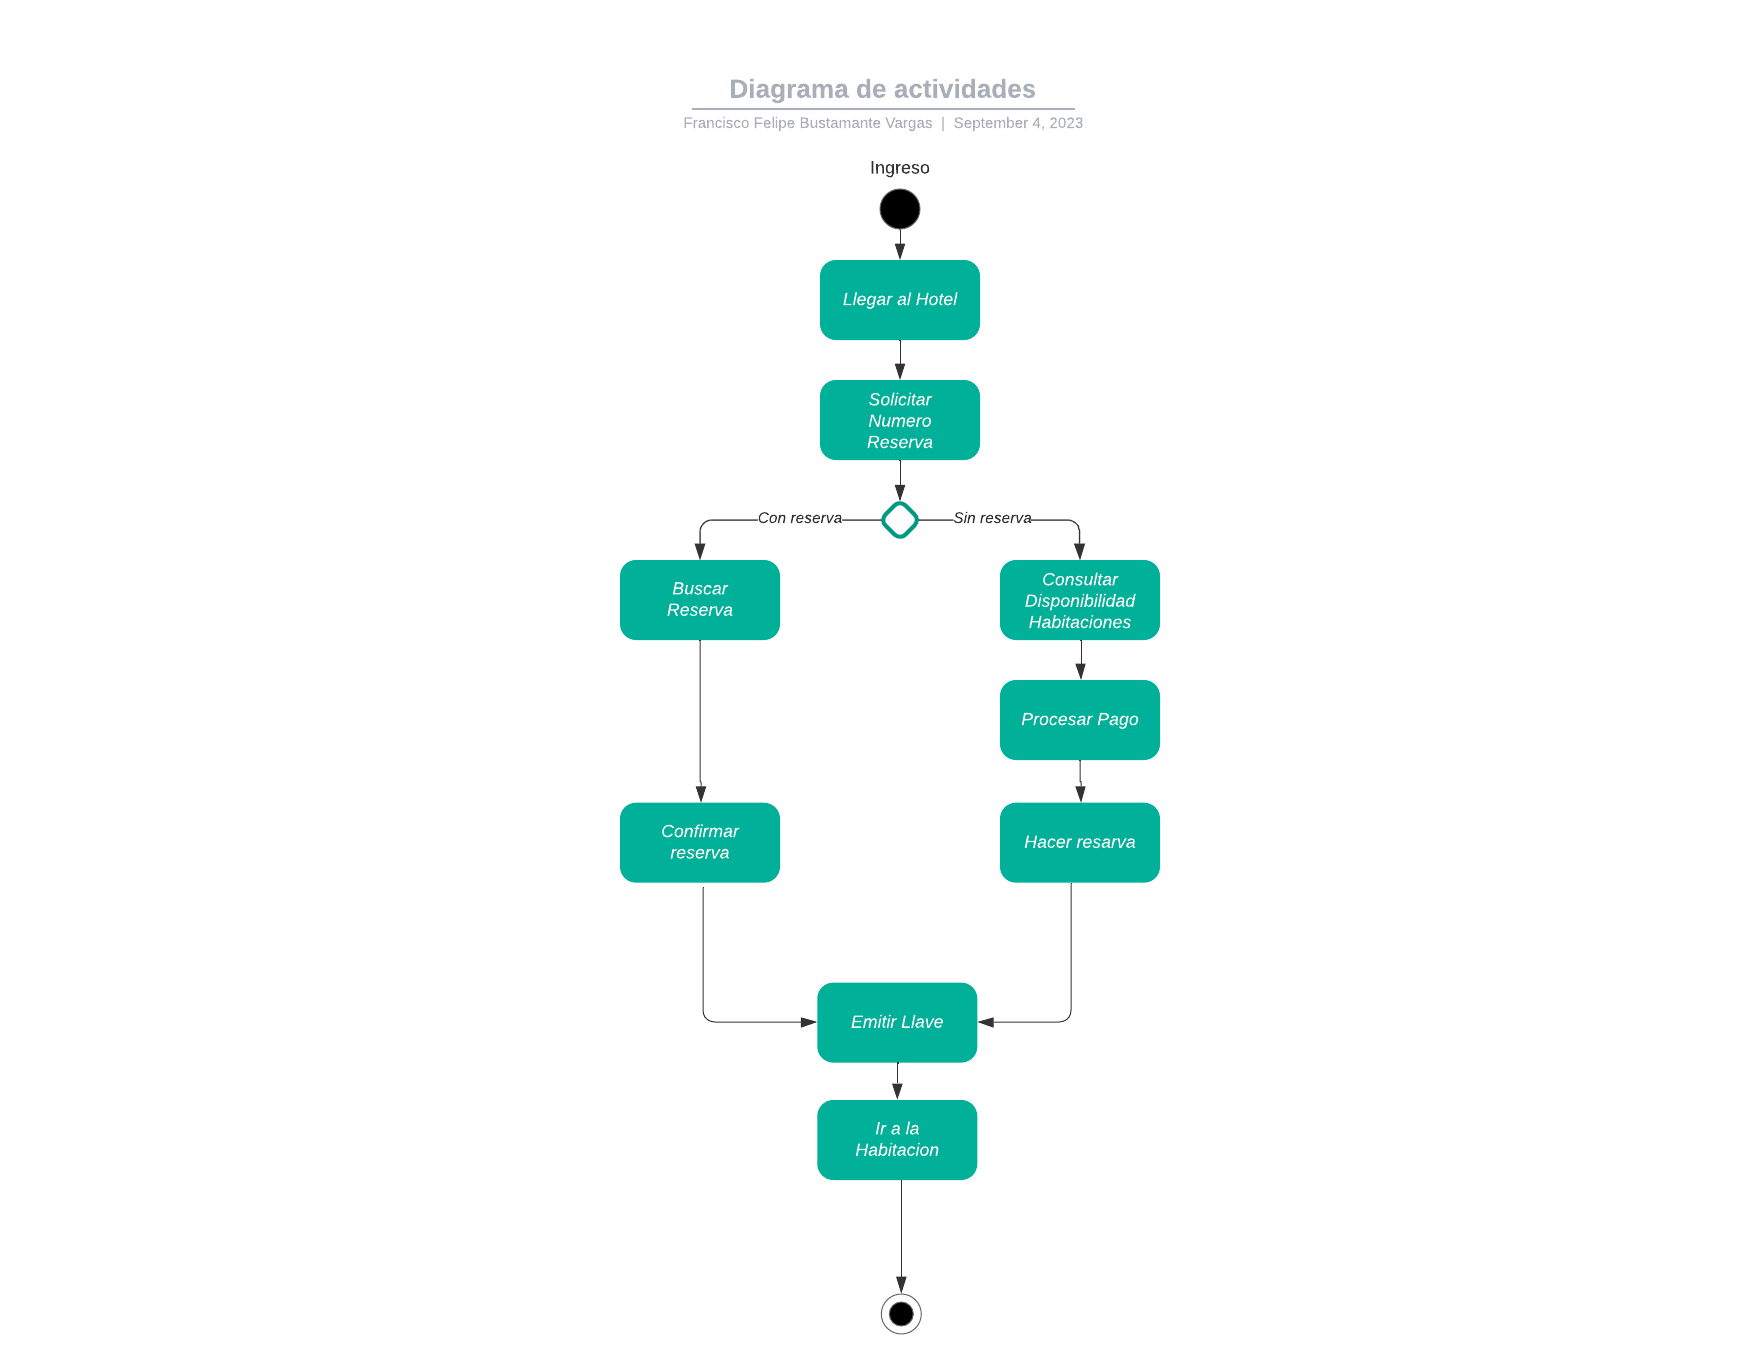 Diagrama de actividades
Francisco Felipe Bustamante Vargas | September 4, 2023
Ingreso
Llegar al Hotel
Solicitar
Numero
Reserva
Con reserva
Sin reserva
Buscar
Reserva
Consultar
Disponibilidad
Habitaciones
Procesar Pago
Confirmar
reserva
Hacer resarva
Emitir Llave
Ir a la
Habitacion